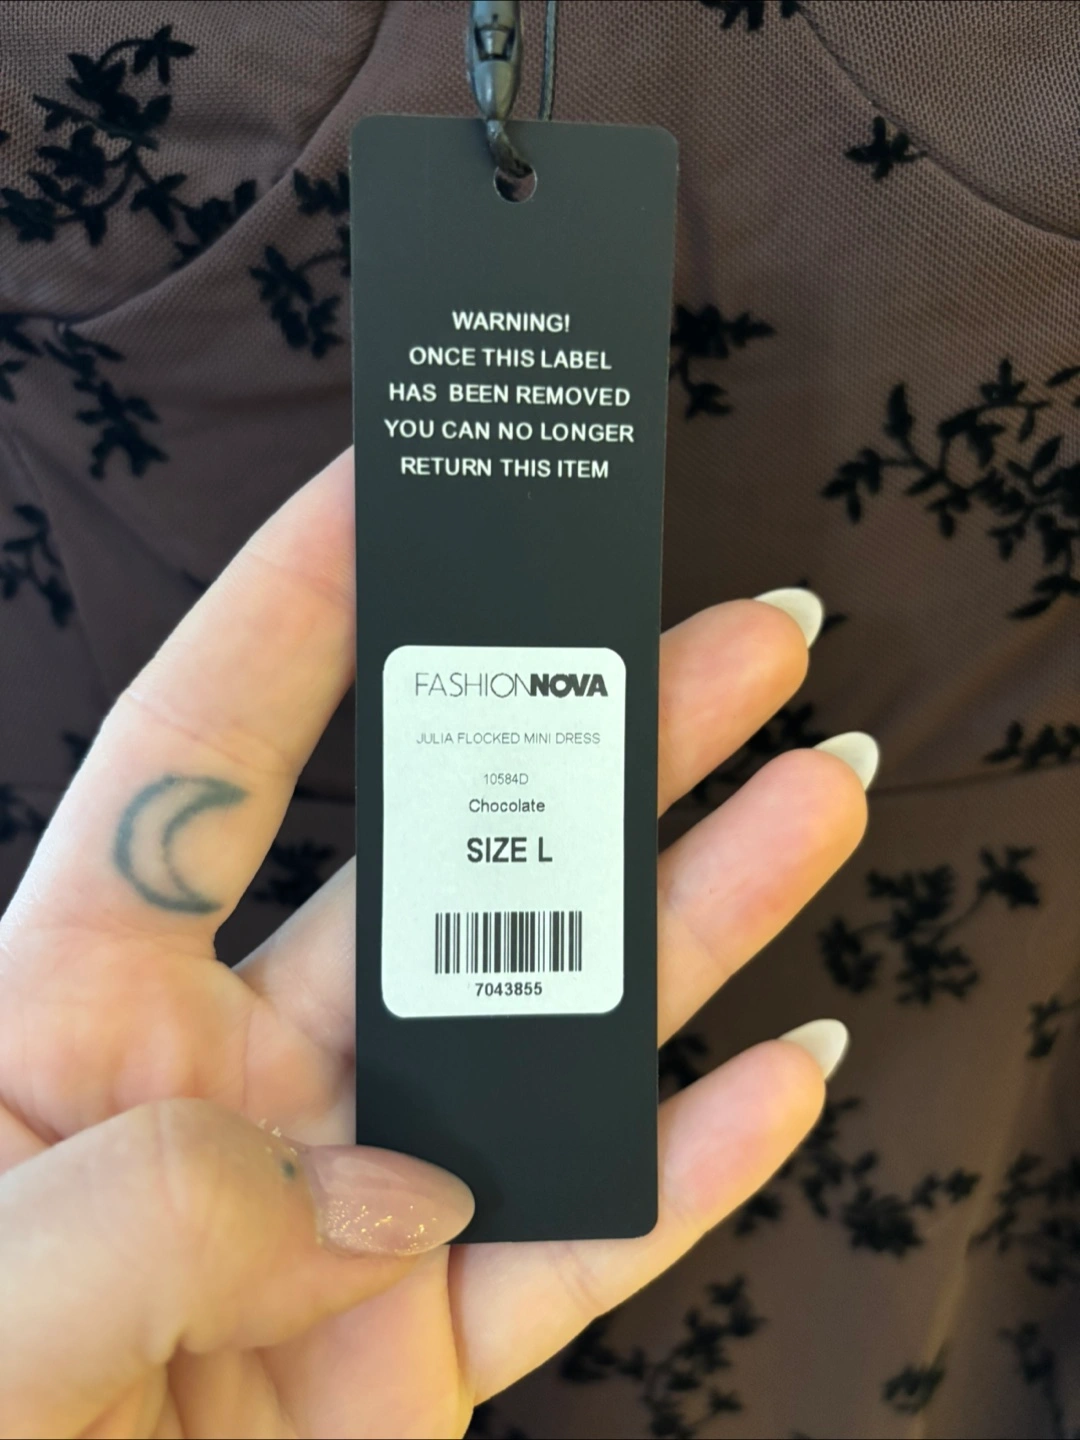 WARNING!
ONCE THIS LABEL
HAS BEEN REMOVED
YOU CAN NO LONGER
RETURN THIS ITEM
FASHIONNOVA
JULIA FLOCKED MINI DRESS
10584D
Chocolate
SIZE L
7043855